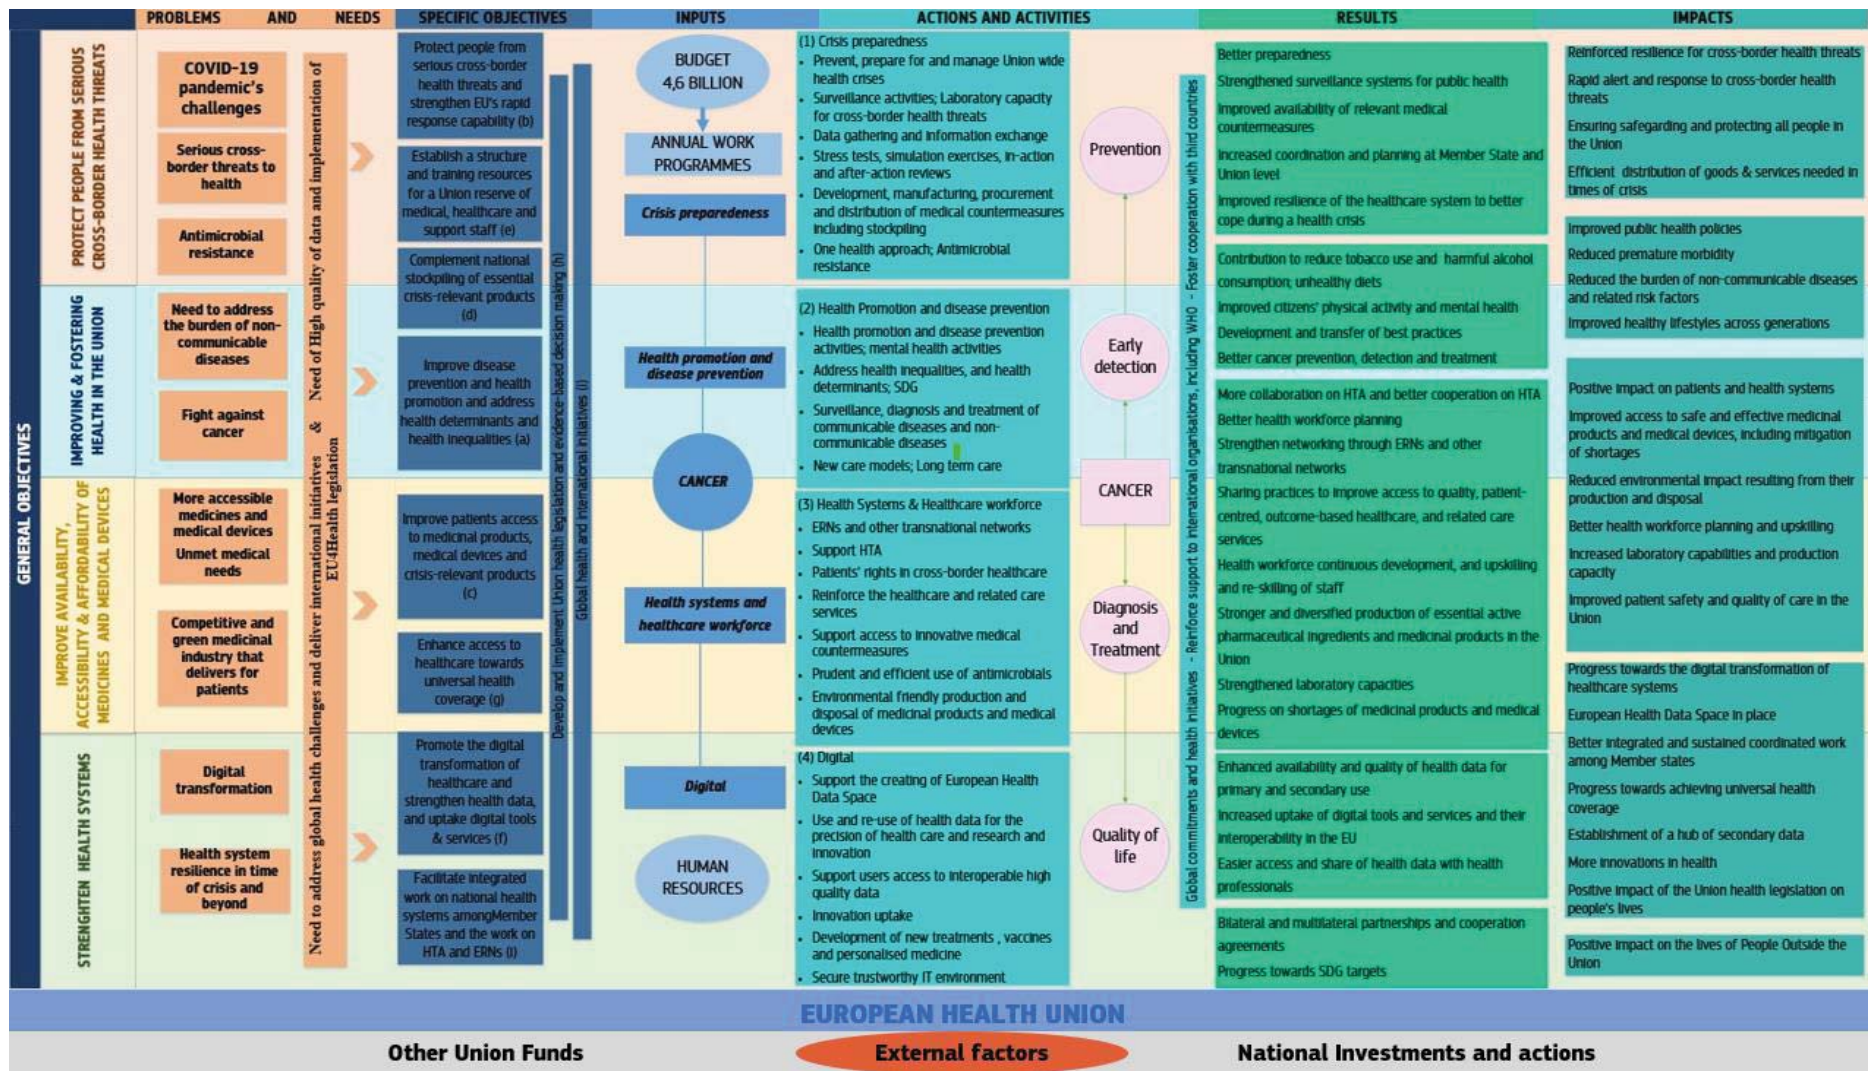 PROBLEMS AND NEEDS
SPECIFIC OBJECTIVES
INPUTS
ACTIONS AND ACTIVITIES
RESULTS
IMPACTS
GENERAL OBJECTIVES
PROTECT PEOPLE FROM SERIOUS
CROSS-BORDER HEALTH THREATS
IMPROVING & FOSTERING
HEALTH IN THE UNION
IMPROVE AVAILABILITY,
ACCESSIBILITY & AFFORDABILITY OF
MEDICINES AND MEDICAL DEVICES
STRENGHTEN HEALTH SYSTEMS
COVID-19
pandemic's
challenges
Serious cross-
border threats to
health
Antimicrobial
resistance
Need to address
the burden of non-
communicable
diseases
Fight against
cancer
More accessible
medicines and
medical devices
Unmet medical
needs
Competitive and
green medicinal
industry that
delivers for
patients
Digital
transformation
Health system
resilience in time
of crisis and
beyond
Need to address global health challenges and deliver international initiatives & Need of High quality of data and implementation of
EU4Health legislation
Protect people from
serious cross-border
health threats and
strengthen EU's rapid
response capability (b)
Establish a structure
and training resources
for a Union reserve of
medical, healthcare and
support staff (e)
Complement national
stockpiling of essential
crisis-relevant products
(d)
Improve disease
prevention and health
promotion and address
health determinants and
health inequalities (a)
Improve patients access
to medicinal products,
medical devices and
crisis-relevant products
(c)
Enhance access to
healthcare towards
universal health
coverage (g)
Promote the digital
transformation of
healthcare and
strengthen health data,
and uptake digital tools
& services (f)
Facilitate integrated
work on national health
systems amongMember
States and the work on
HTA and ERNs (i)
Develop and implement Union health legislation and evidence-based decision making (h)
Global health and international initiatives (j)
BUDGET
4,6 BILLION
ANNUAL WORK
PROGRAMMES
Crisis preparedeness
Health promotion and
disease prevention
CANCER
Health systems and
healthcare workforce
Digital
HUMAN
RESOURCES
(1) Crisis preparedness
• Prevent, prepare for and manage Union wide
health crises
• Surveillance activities; Laboratory capacity
for cross-border health threats
• Data gathering and information exchange
• Stress tests, simulation exercises, in-action
and after-action reviews
• Development, manufacturing, procurement
and distribution of medical countermeasures
including stockpiling
• One health approach; Antimicrobial
resistance
(2) Health Promotion and disease prevention
• Health promotion and disease prevention
activities; mental health activities
• Address health inequalities, and health
determinants; SDG
• Surveillance, diagnosis and treatment of
communicable diseases and non-
communicable diseases
• New care models; Long term care
(3) Health Systems & Healthcare workforce
• ERNs and other transnational networks
• Support HTA
• Patients' rights in cross-border healthcare
• Reinforce the healthcare and related care
services
• Support access to innovative medical
countermeasures
• Prudent and efficient use of antimicrobials
• Environmental friendly production and
disposal of medicinal products and medical
devices
(4) Digital
• Support the creating of European Health
Data Space
• Use and re-use of health data for the
precision of health care and research and
innovation
• Support users access to interoperable high
quality data
• Innovation uptake
• Development of new treatments , vaccines
and personalised medicine
• Secure trustworthy IT environment
Prevention
Early
detection
CANCER
Diagnosis
and
Treatment
Quality of
life
Global commitments and health initiatives - Reinforce support to international organisations, including WHO - Foster cooperation with third countries
Better preparedness
Strengthened surveillance systems for public health
Improved availability of relevant medical
countermeasures
Increased coordination and planning at Member State and
Union level
Improved resilience of the healthcare system to better
cope during a health crisis
Contribution to reduce tobacco use and harmful alcohol
consumption; unhealthy diets
Improved citizens' physical activity and mental health
Development and transfer of best practices
Better cancer prevention, detection and treatment
More collaboration on HTA and better cooperation on HTA
Better health workforce planning
Strengthen networking through ERNs and other
transnational networks
Sharing practices to improve access to quality, patient-
centred, outcome-based healthcare, and related care
services
Health workforce continuous development, and upskilling
and re-skilling of staff
Stronger and diversified production of essential active
pharmaceutical ingredients and medicinal products in the
Union
Strengthened laboratory capacities
Progress on shortages of medicinal products and medical
devices
Enhanced availability and quality of health data for
primary and secondary use
Increased uptake of digital tools and services and their
interoperability in the EU
Easier access and share of health data with health
professionals
Bilateral and multilateral partnerships and cooperation
agreements
Progress towards SDG targets
Reinforced resilience for cross-border health threats
Rapid alert and response to cross-border health
threats
Ensuring safegarding and protecting all people in
the Union
Efficient distribution of goods & services needed in
times of crisis
Improved public health policies
Reduced premature morbidity
Reduced the burden of non-communicable diseases
and related risk factors
Improved healthy lifestyles across generations
Positive impact on patients and health systems
Improved access to safe and effective medicinal
products and medical devices, including mitigation
of shortages
Reduced environmental impact resulting from their
production and disposal
Better health workforce planning and upskilling
Increased laboratory capabilities and production
capacity
Improved patient safety and quality of care in the
Union
Progress towards the digital transformation of
healthcare systems
European Health Data Space in place
Better integrated and sustained coordinated work
among Member states
Progress towards achieving universal health
coverage
Establishment of a hub of secondary data
More innovations in health
Positive impact of the Union health legislation on
people's lives
Positive impact on the lives of People Outside the
Union
EUROPEAN HEALTH UNION
Other Union Funds
External factors
National Investments and actions